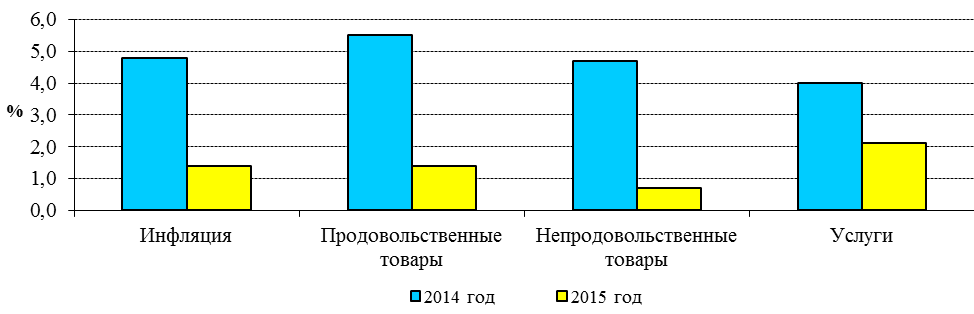 6,0
5,0
4,0
3,0
2,0
1,0
0,0
%
Инфляция
Продовольственные
товары
Непродовольственные
товары
Услуги
2014 год
2015 год